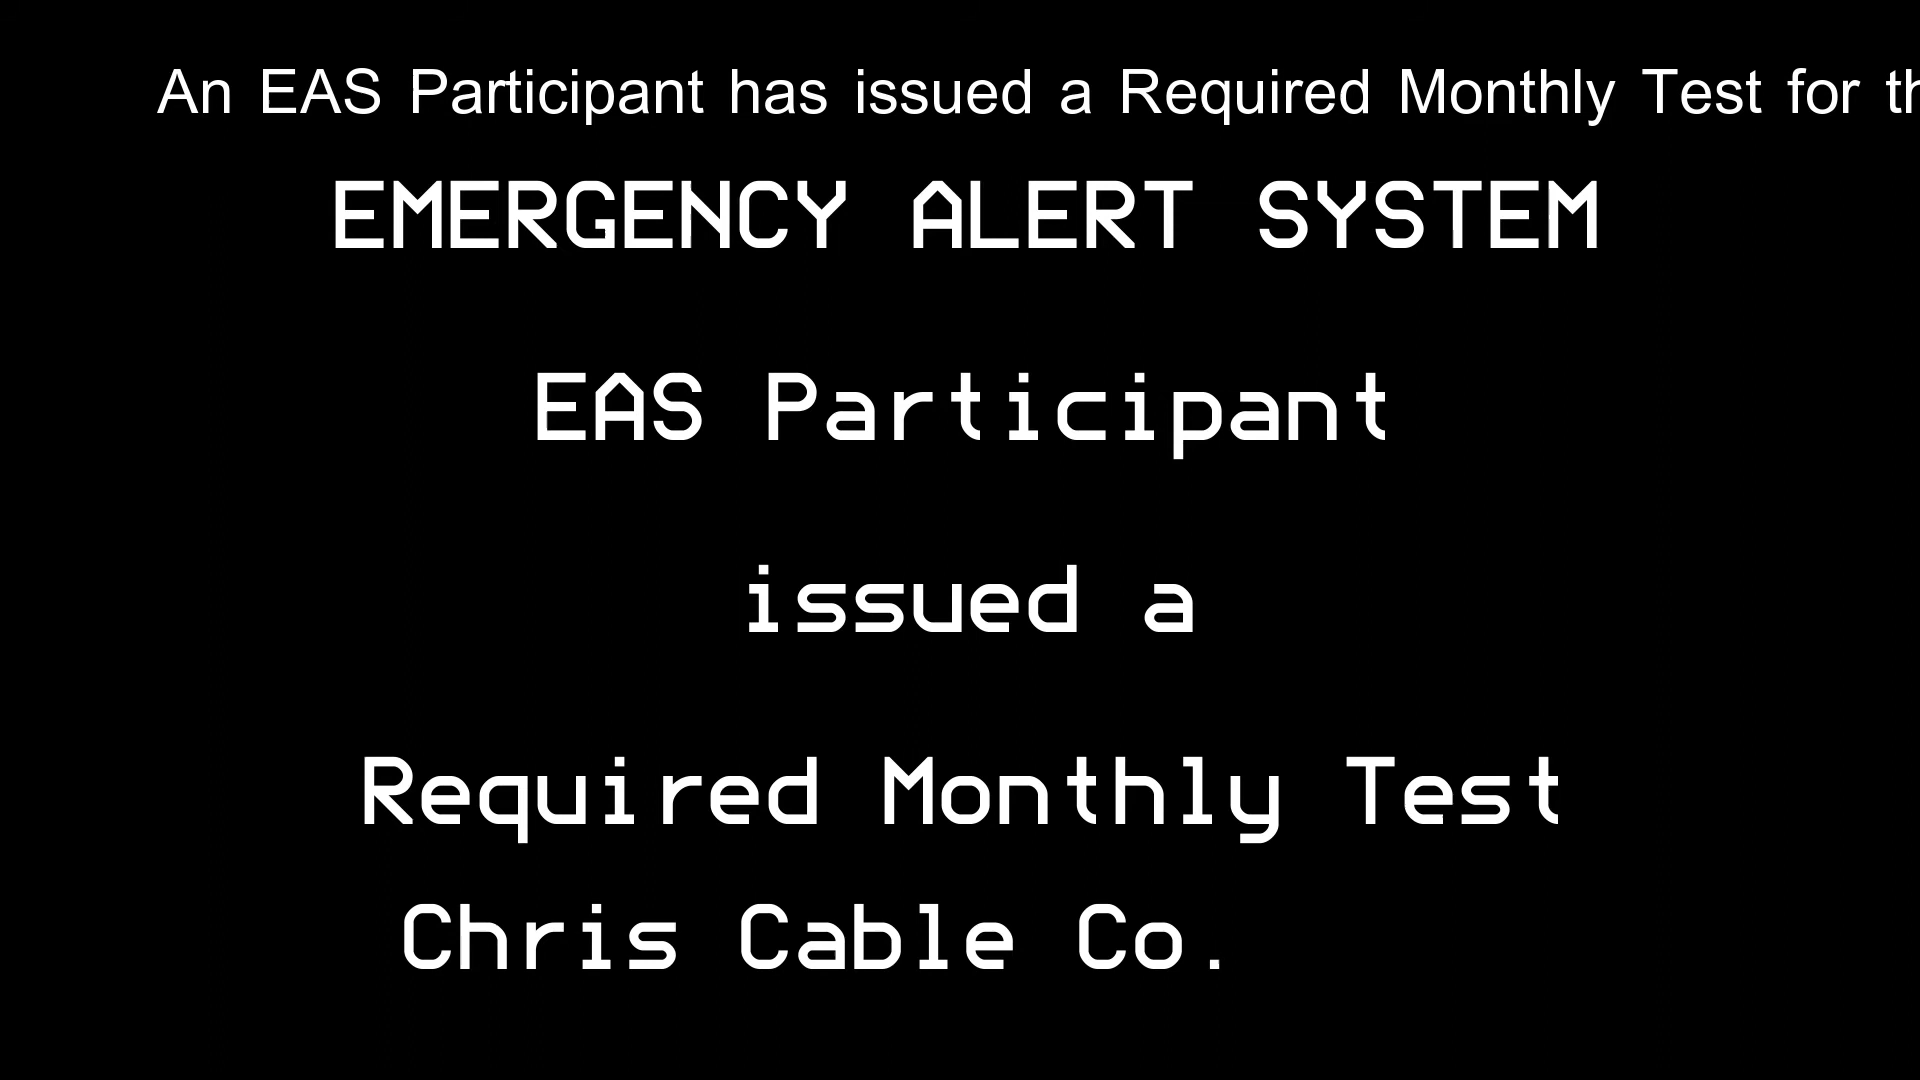 An EAS Participant has issued a Required Monthly Test for
EMERGENCY ALERT SYSTEM
EAS Participant
issued a
Required Monthly Test
Chris Cable Co.